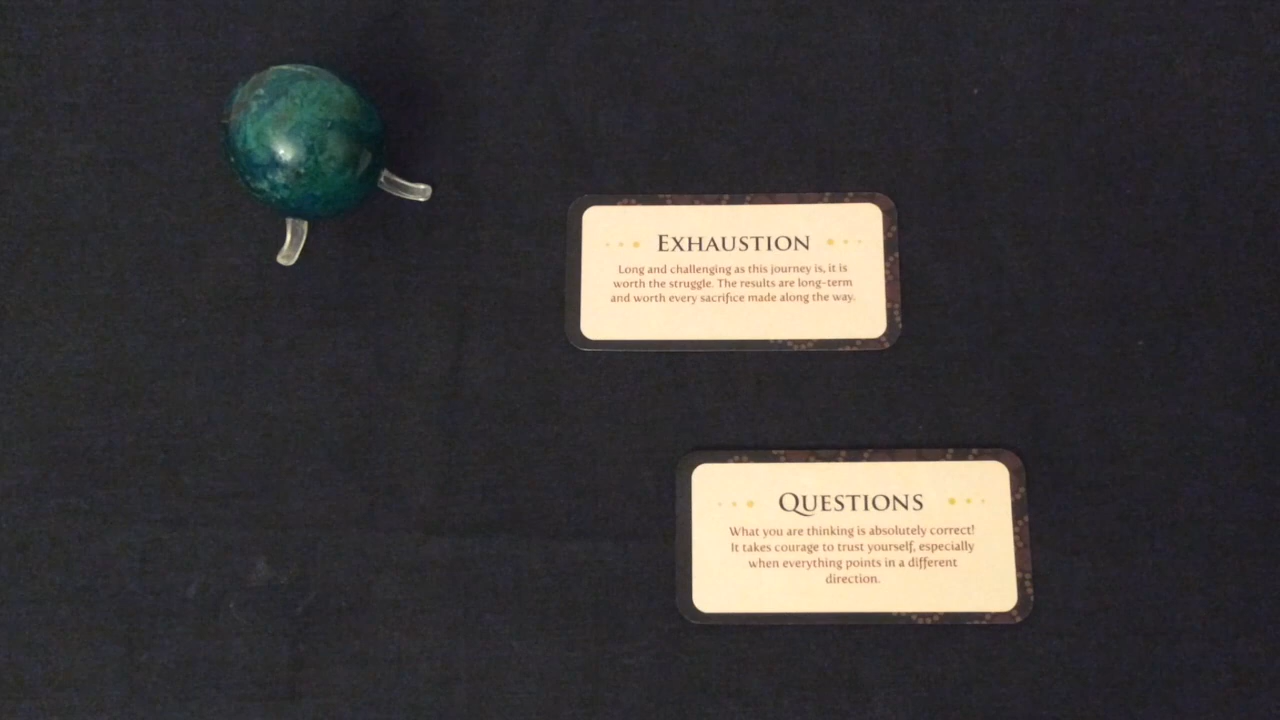 EXHAUSTION
Long and challenging as this journey is, it is
worth the struggle. The results are long-term
and worth every sacrifice made along the way.
QUESTIONS
What you are thinking is absolutely correct!
It takes courage to trust yourself, especially
when everything points in a different
direction.